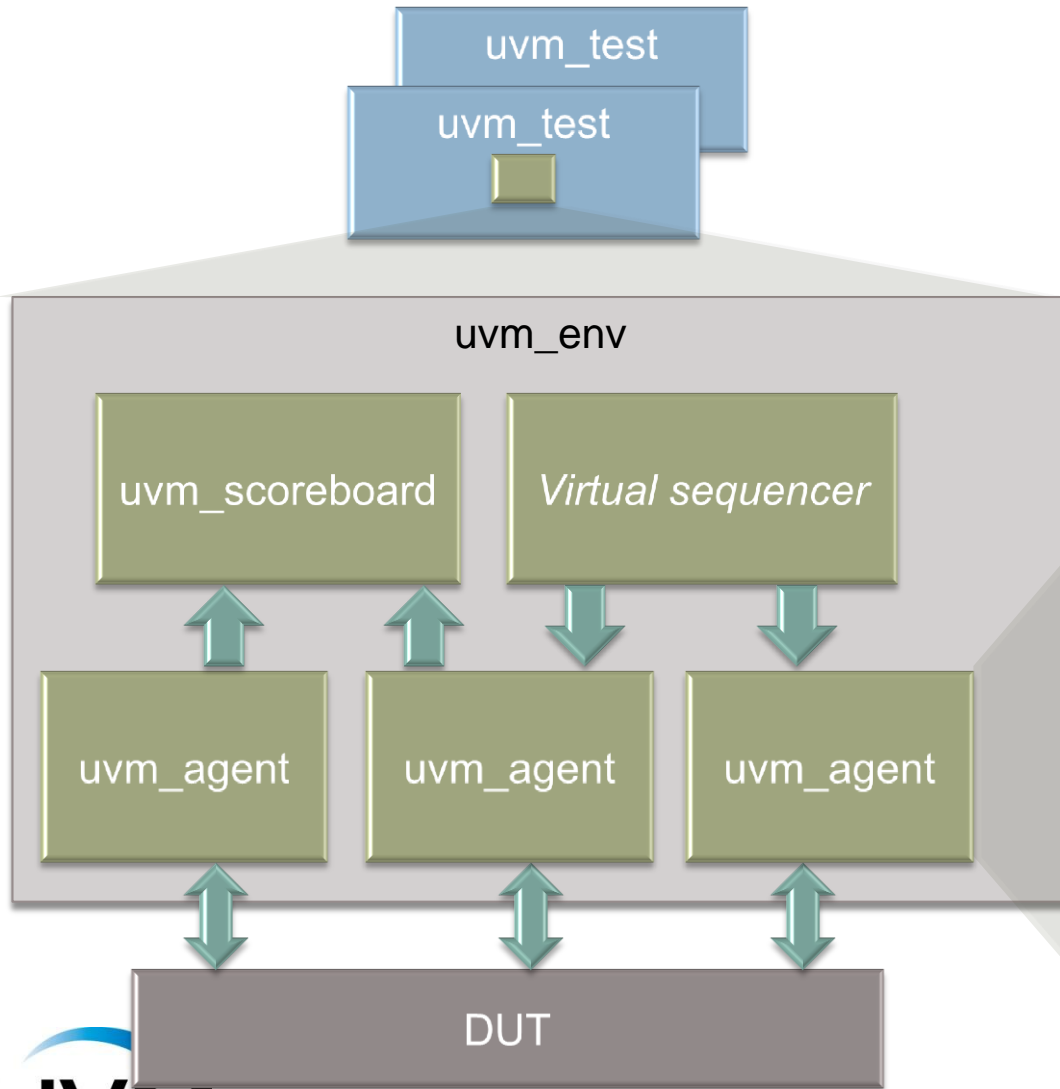 uvm_test
uvm_test
uvm_env
uvm_scoreboard
Virtual sequencer
uvm_agent
uvm_agent
uvm_agent
DUT